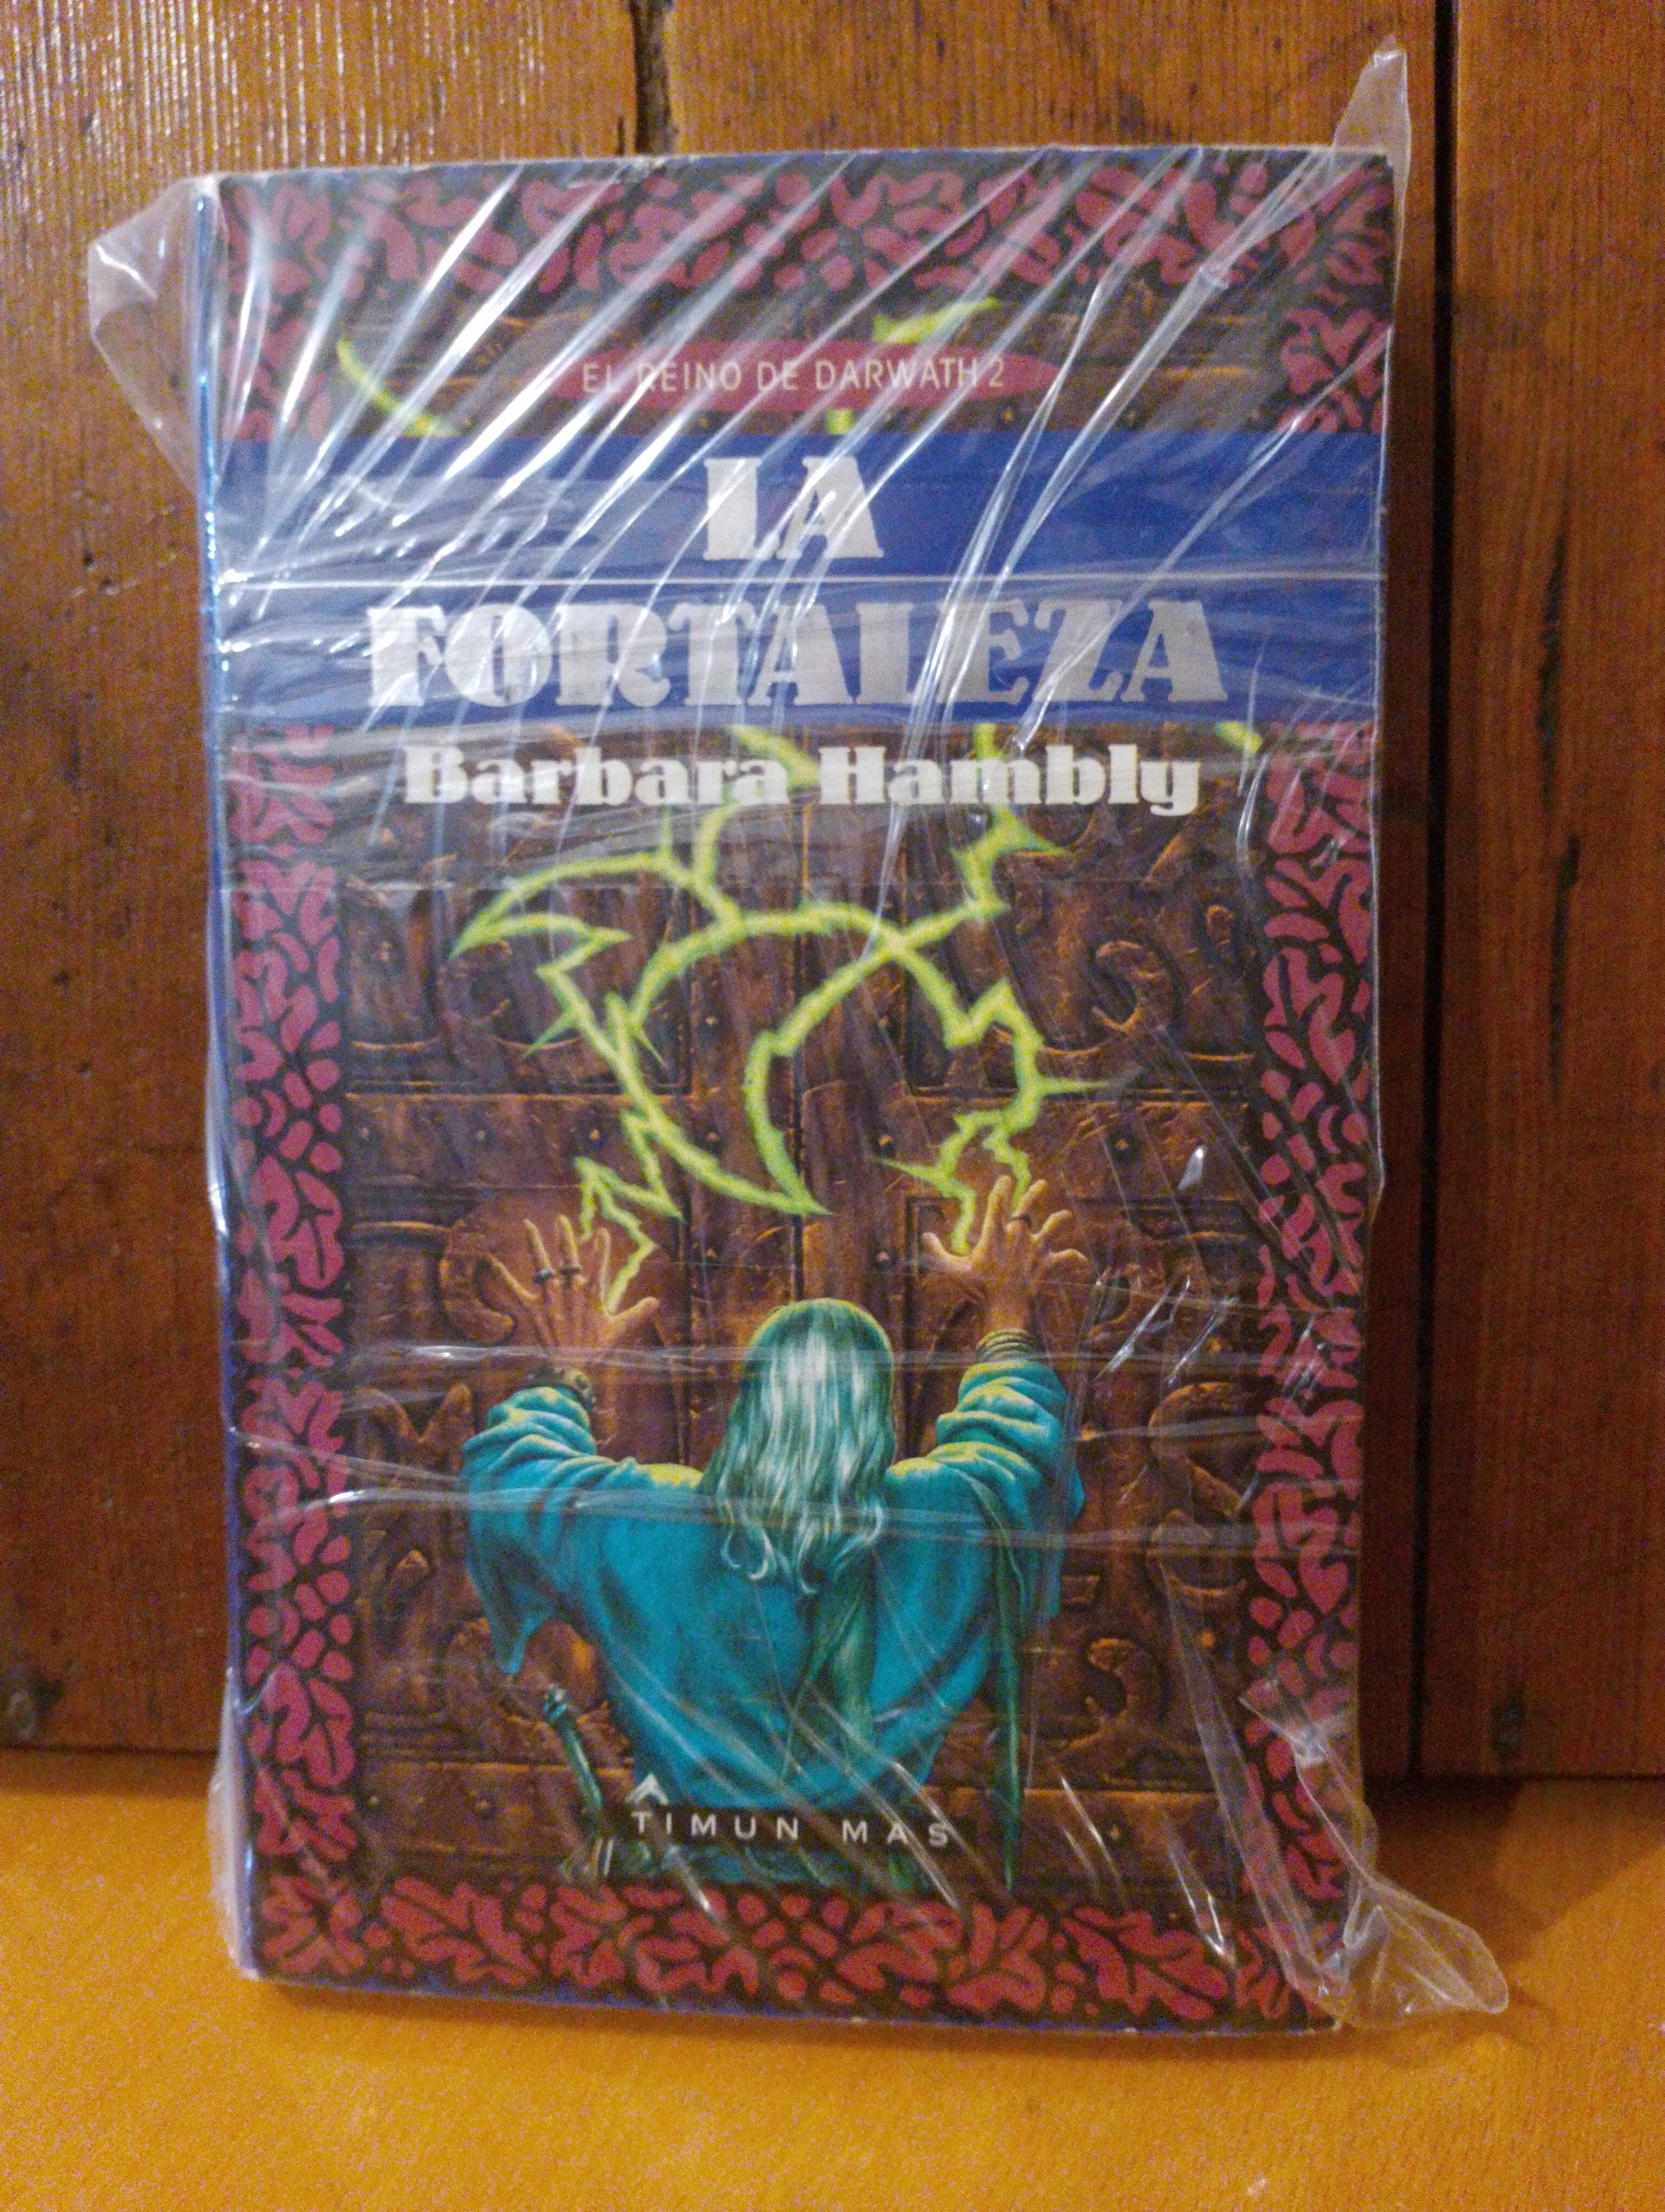 EL REINO DE DARWATH 2
LA
FORTALEZA
Barbara Hambly
TIMUN MAS